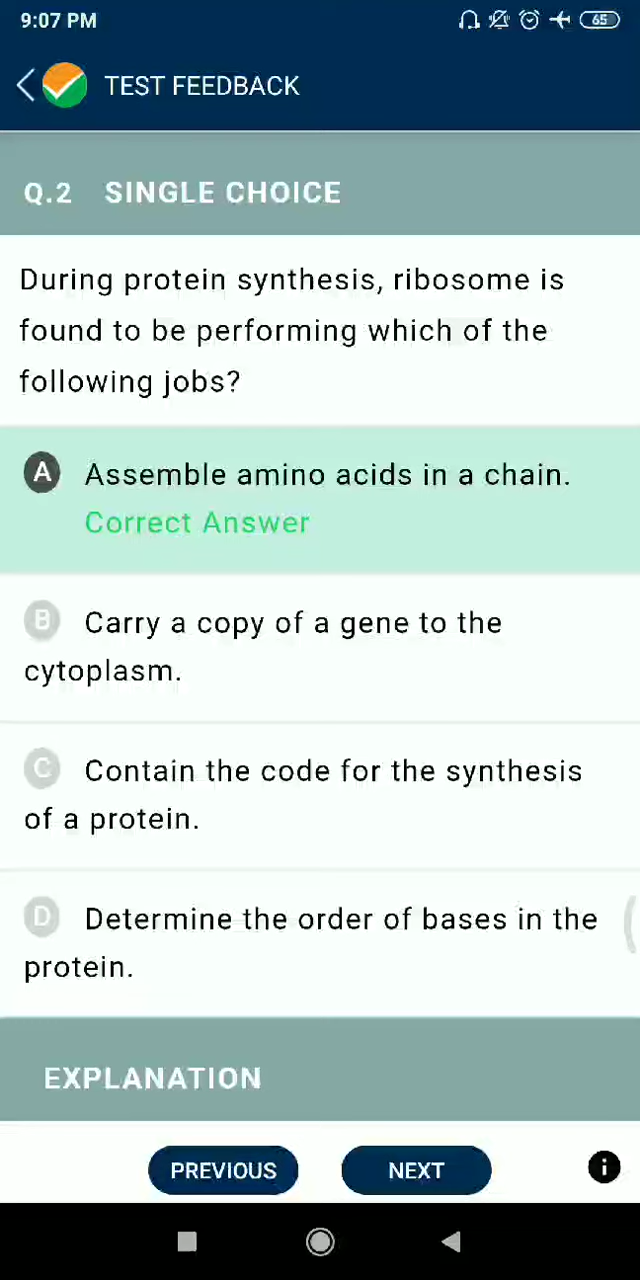 9:07 PM
65
TEST FEEDBACK
Q.2 SINGLE CHOICE
During protein synthesis, ribosome is
found to be performing which of the
following jobs?
A Assemble amino acids in a chain.
Correct Answer
B Carry a copy of a gene to the
cytoplasm.
C Contain the code for the synthesis
of a protein.
D Determine the order of bases in the
protein.
EXPLANATION
PREVIOUS NEXT i